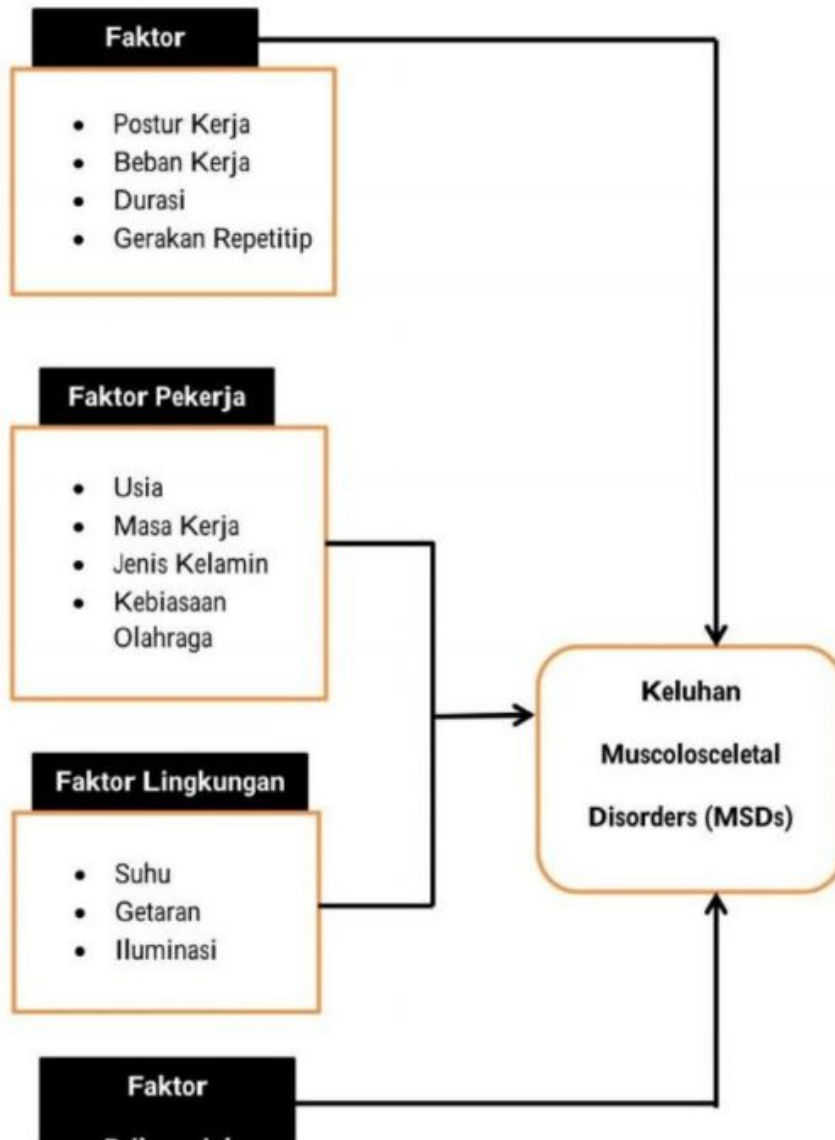 Faktor
• Postur Kerja
• Beban Kerja
• Durasi
• Gerakan Repetitip
Faktor Pekerja
• Usia
• Masa Kerja
• Jenis Kelamin
• Kebiasaan
Olahraga
Faktor Lingkungan
• Suhu
• Getaran
• Iluminasi
Keluhan
Muscolosceletal
Disorders (MSDs)
Faktor